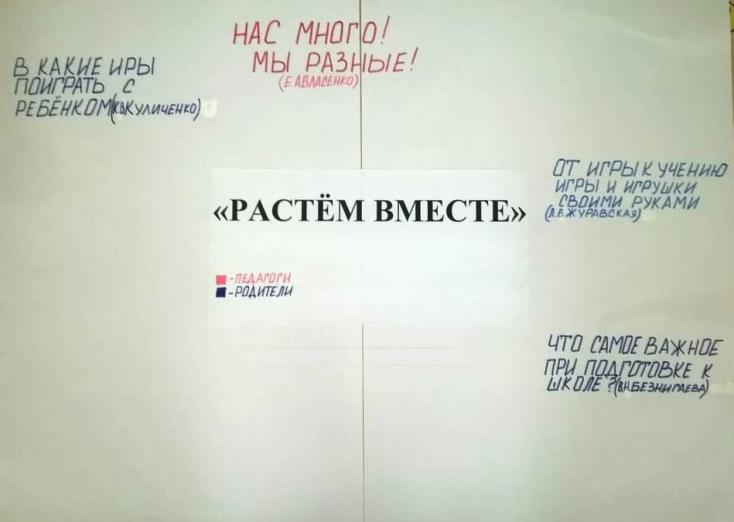 НАС МНОГО!
МЫ РАЗНЫЕ!
(Е.А.ВЛАСЕНКО)
В КАКИЕ ИРЫ
ПОИГРАТЬ С
РЕБЁНКОМ (К.В.КУЛИЧЕНКО)
ОТ ИГРЫ К УЧЕНИЮ
ИГРЫ И ИГРУШКИ
СВОИМИ РУКАМИ
(Л.В.ЖУРАВСКАЯ)
«РАСТЁМ ВМЕСТЕ»
-ПЕДАГОГИ
-РОДИТЕЛИ
ЧТО САМОЕ ВАЖНОЕ
ПРИ ПОДГОТОВКЕ К
ШКОЛЕ? (В.Н.БЕЗНИГАЕВА)